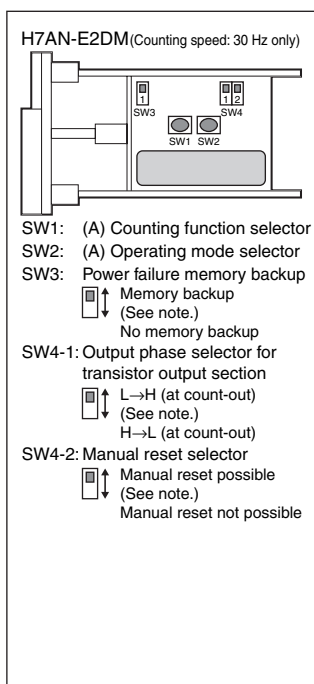 H7AN-E2DM(Counting speed: 30 Hz only)
1
SW3
1 2
SW4
SW1 SW2
SW1: (A) Counting function selector
SW2: (A) Operating mode selector
SW3: Power failure memory backup
Memory backup
(See note.)
No memory backup
SW4-1: Output phase selector for
transistor output section
L→H (at count-out)
(See note.)
H→L (at count-out)
SW4-2: Manual reset selector
Manual reset possible
(See note.)
Manual reset not possible